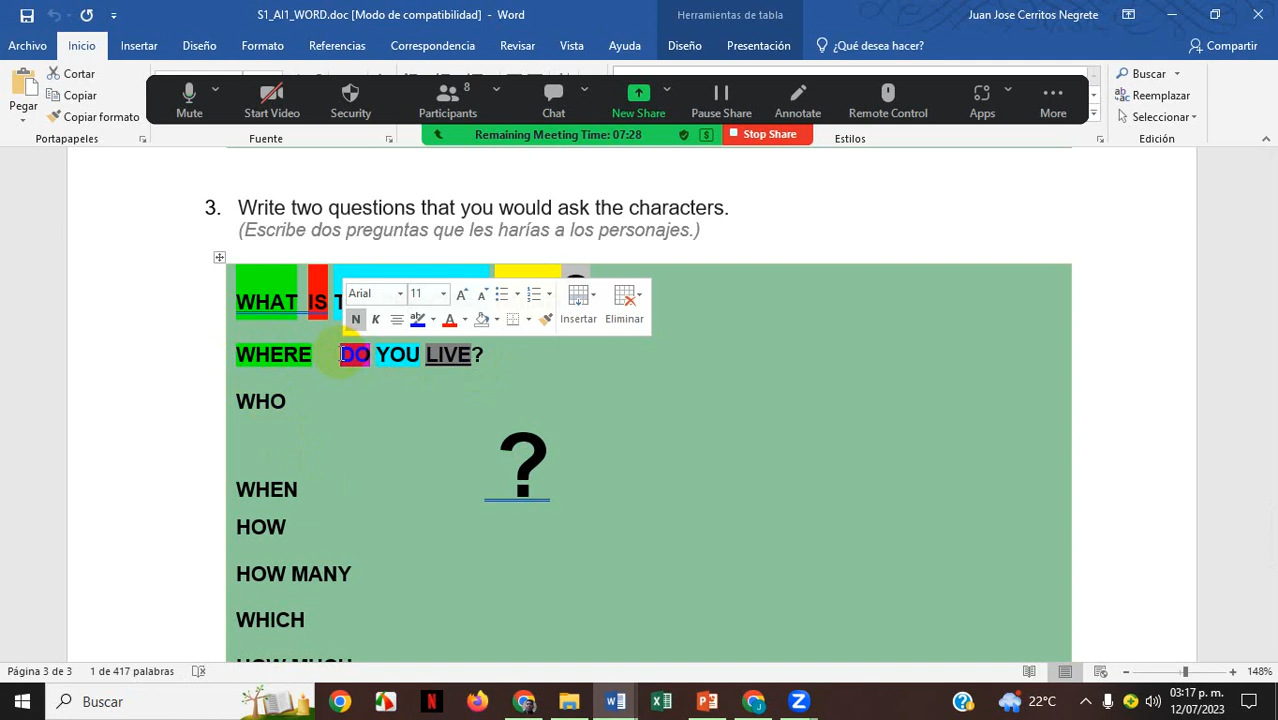 S1_AI1_WORD.doc [Modo de compatibilidad] - Word
Herramientas de tabla
Juan Jose Cerritos Negrete
Archivo Inicio Insertar Diseño Formato Referencias Correspondencia Revisar Vista Ayuda Diseño Presentación ¿Qué desea hacer? Compartir
Pegar
Cortar
Copiar
Copiar formato
Portapapeles
Fuente
Estilos
Buscar
Reemplazar
Seleccionar
Edición
Mute Start Video Security Participants 8 Chat New Share Pause Share Annotate Remote Control Apps More
Remaining Meeting Time: 07:28 Stop Share
3. Write two questions that you would ask the characters.
(Escribe dos preguntas que les harías a los personajes.)
WHAT IS T
Arial 11
N K Insertar Eliminar
WHERE DO YOU LIVE?
WHO
?
WHEN
HOW
HOW MANY
WHICH
HOW MUCH
Página 3 de 3 1 de 417 palabras 148%
Buscar
22°C
03:17 p. m.
12/07/2023